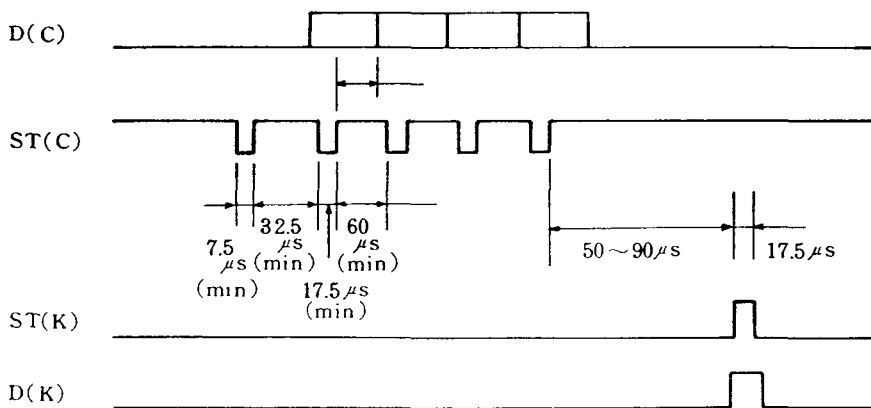 D(C)
ST(C)
7.5
μs
(min)
32.5
μs
(min)
17.5μs
(min)
60
μs
(min)
50~90μs
17.5μs
ST(K)
D(K)